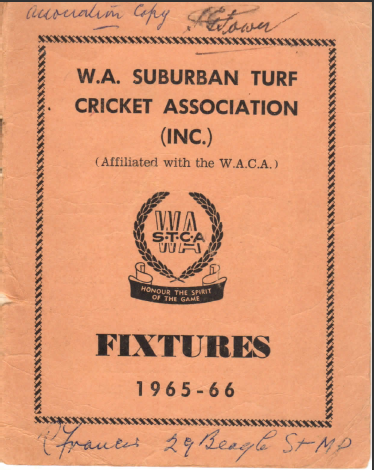 Association Copy
W.A. SUBURBAN TURF
CRICKET ASSOCIATION
(INC.)
(Affiliated with the W.A.C.A.)
WA
S·T·C·A
WA
HONOUR THE SPIRIT
OF THE GAME
FIXTURES
1965-66
R Francis 29 Beagle St MP